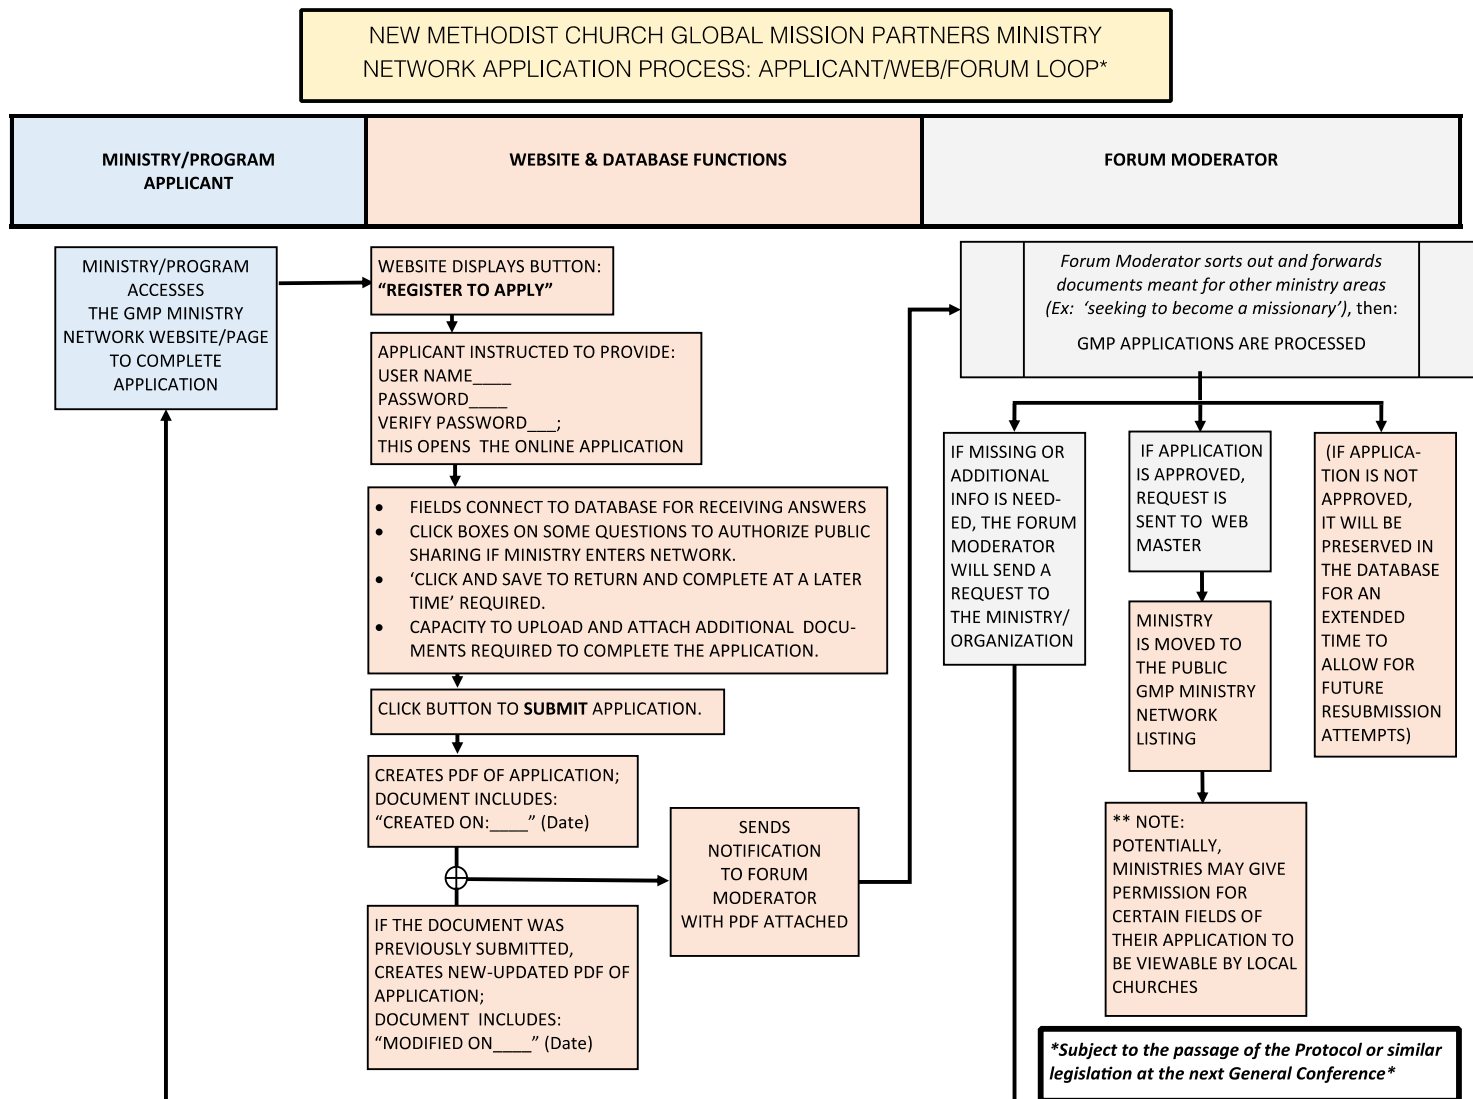 NEW METHODIST CHURCH GLOBAL MISSION PARTNERS MINISTRY
NETWORK APPLICATION PROCESS: APPLICANT/WEB/FORUM LOOP*
MINISTRY/PROGRAM
APPLICANT
WEBSITE & DATABASE FUNCTIONS
FORUM MODERATOR
MINISTRY/PROGRAM
ACCESSES
THE GMP MINISTRY
NETWORK WEBSITE/PAGE
TO COMPLETE
APPLICATION
WEBSITE DISPLAYS BUTTON:
“REGISTER TO APPLY”
APPLICANT INSTRUCTED TO PROVIDE:
USER NAME____
PASSWORD____
VERIFY PASSWORD___;
THIS OPENS THE ONLINE APPLICATION
• FIELDS CONNECT TO DATABASE FOR RECEIVING ANSWERS
• CLICK BOXES ON SOME QUESTIONS TO AUTHORIZE PUBLIC
SHARING IF MINISTRY ENTERS NETWORK.
• ‘CLICK AND SAVE TO RETURN AND COMPLETE AT A LATER
TIME’ REQUIRED.
• CAPACITY TO UPLOAD AND ATTACH ADDITIONAL DOCU-
MENTS REQUIRED TO COMPLETE THE APPLICATION.
CLICK BUTTON TO SUBMIT APPLICATION.
CREATES PDF OF APPLICATION;
DOCUMENT INCLUDES:
“CREATED ON:____” (Date)
IF THE DOCUMENT WAS
PREVIOUSLY SUBMITTED,
CREATES NEW-UPDATED PDF OF
APPLICATION;
DOCUMENT INCLUDES:
“MODIFIED ON____” (Date)
SENDS
NOTIFICATION
TO FORUM
MODERATOR
WITH PDF ATTACHED
Forum Moderator sorts out and forwards
documents meant for other ministry areas
(Ex: ‘seeking to become a missionary’), then:
GMP APPLICATIONS ARE PROCESSED
IF MISSING OR
ADDITIONAL
INFO IS NEED-
ED, THE FORUM
MODERATOR
WILL SEND A
REQUEST TO
THE MINISTRY/
ORGANIZATION
IF APPLICATION
IS APPROVED,
REQUEST IS
SENT TO WEB
MASTER
MINISTRY
IS MOVED TO
THE PUBLIC
GMP MINISTRY
NETWORK
LISTING
** NOTE:
POTENTIALLY,
MINISTRIES MAY GIVE
PERMISSION FOR
CERTAIN FIELDS OF
THEIR APPLICATION TO
BE VIEWABLE BY LOCAL
CHURCHES
(IF APPLICA-
TION IS NOT
APPROVED,
IT WILL BE
PRESERVED IN
THE DATABASE
FOR AN
EXTENDED
TIME TO
ALLOW FOR
FUTURE
RESUBMISSION
ATTEMPTS)
*Subject to the passage of the Protocol or similar
legislation at the next General Conference*